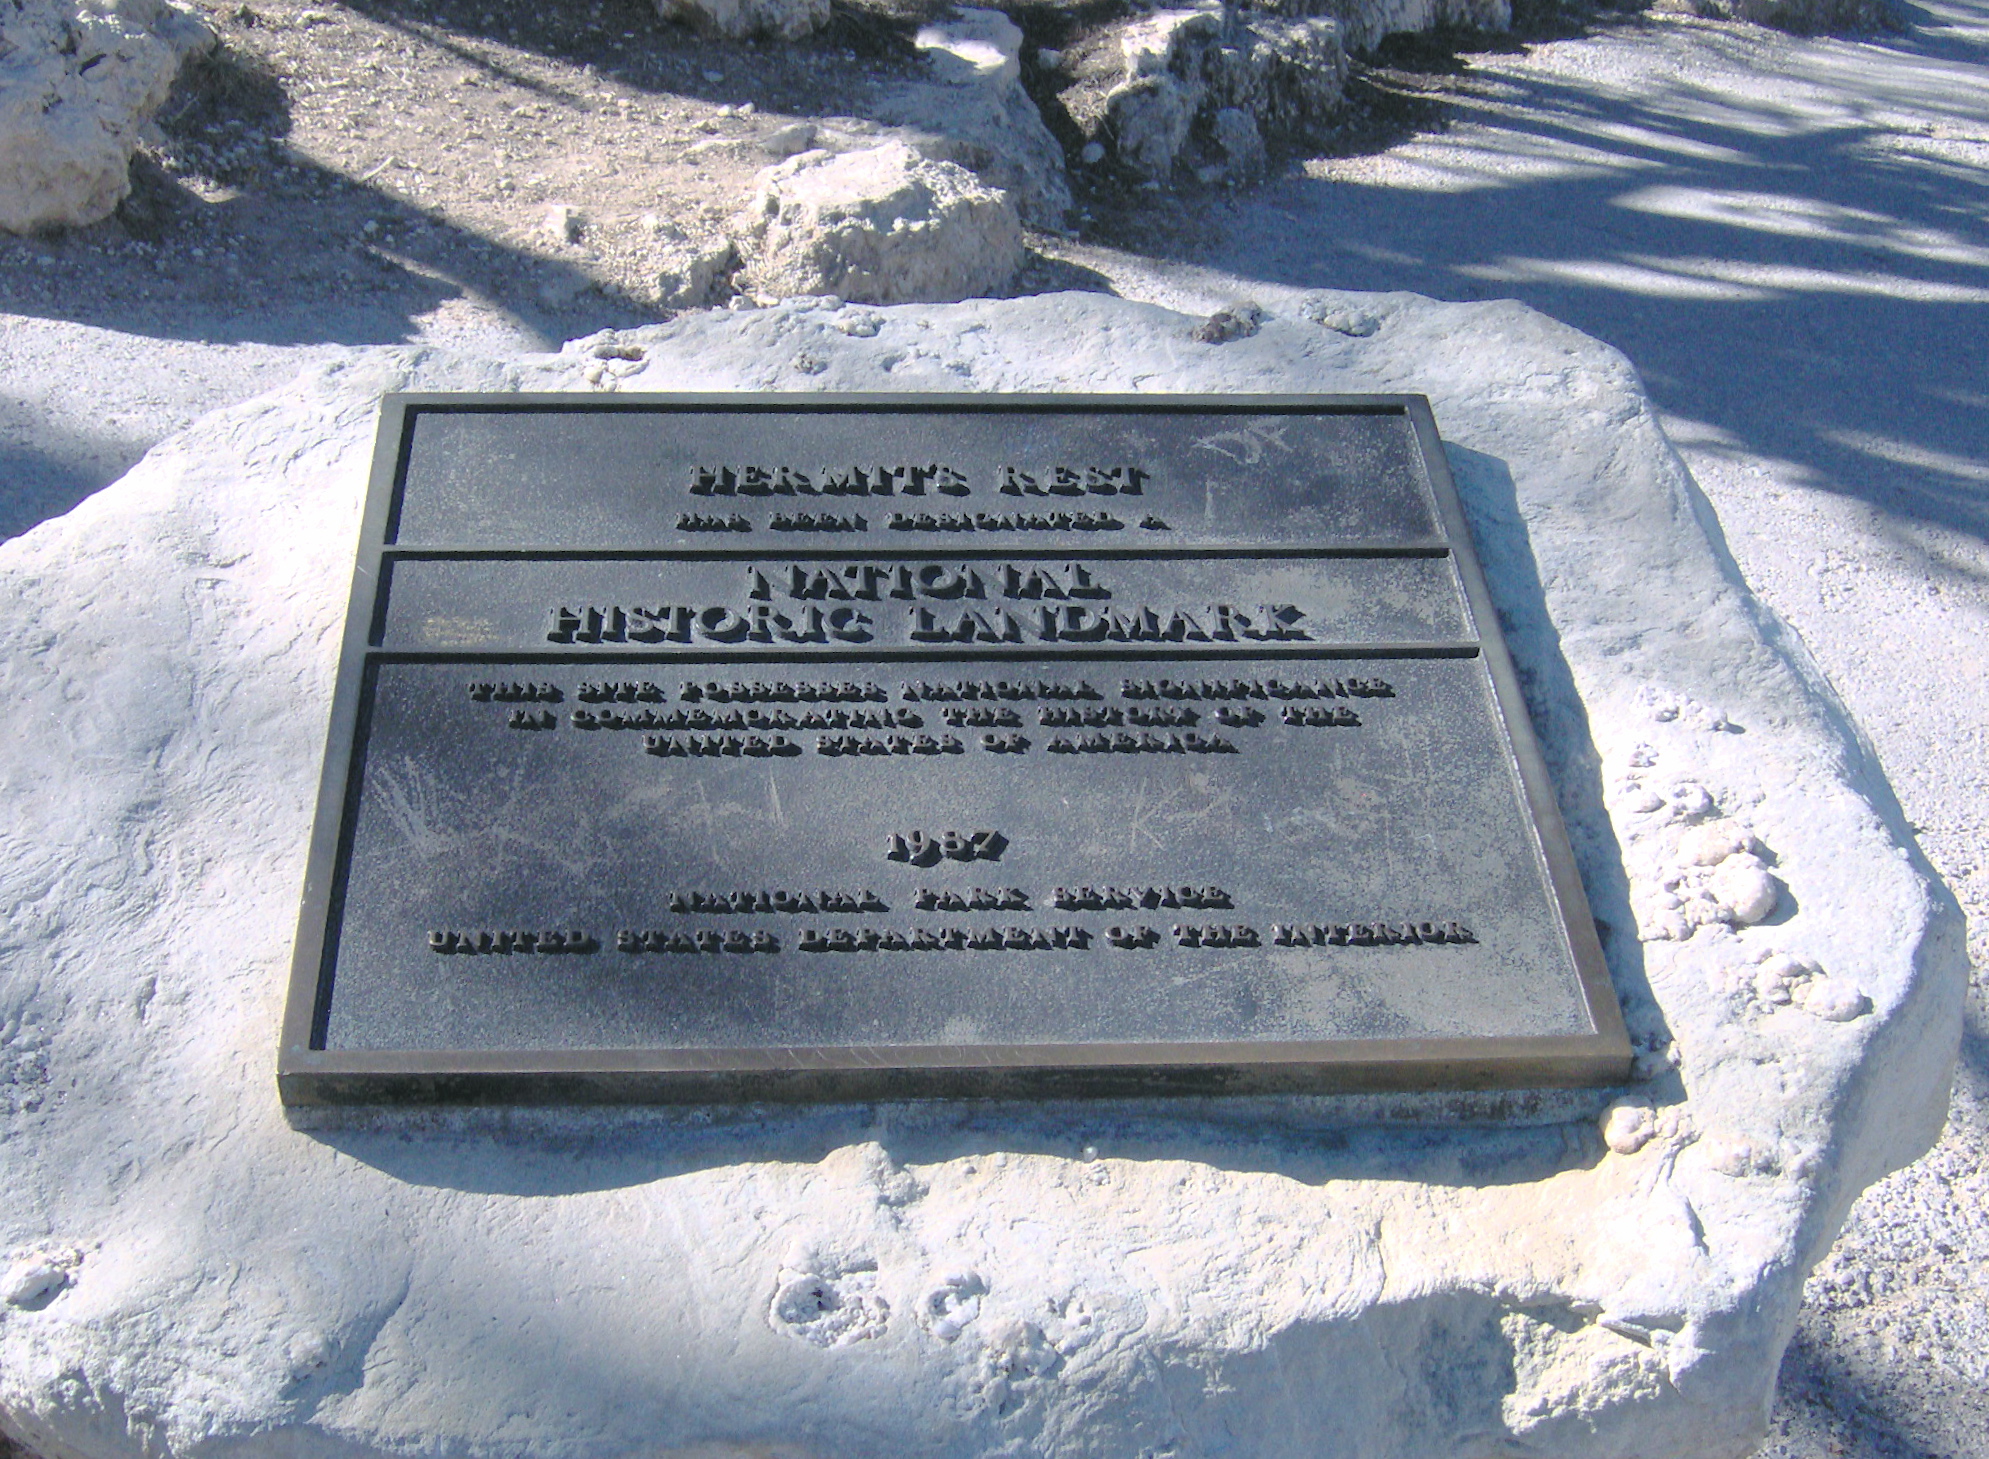 HERMIT'S REST
HAS BEEN DESIGNATED A
NATIONAL
HISTORIC LANDMARK
THIS SITE POSSESSES NATIONAL SIGNIFICANCE
IN COMMEMORATING THE HISTORY OF THE
UNITED STATES OF AMERICA
1987
NATIONAL PARK SERVICE
UNITED STATES DEPARTMENT OF THE INTERIOR